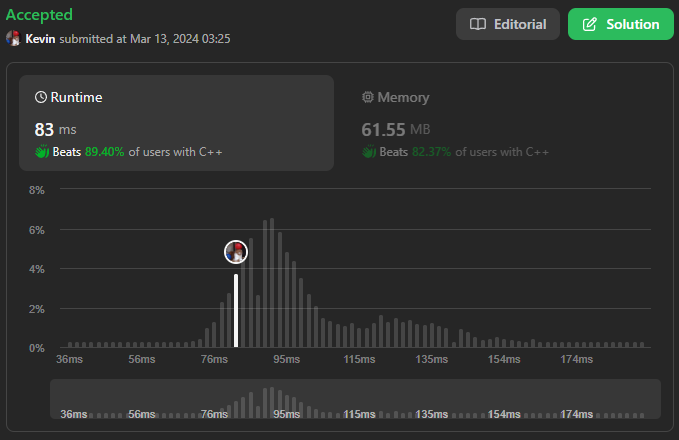 Accepted
Editorial
Solution
Kevin submitted at Mar 13, 2024 03:25
Runtime
Memory
83 ms
61.55 MB
Beats 89.40% of users with C++
Beats 82.37% of users with C++
8%
6%
4%
2%
0%
36ms 56ms 76ms 95ms 115ms 135ms 154ms 174ms
36ms 56ms 76ms 95ms 115ms 135ms 154ms 174ms